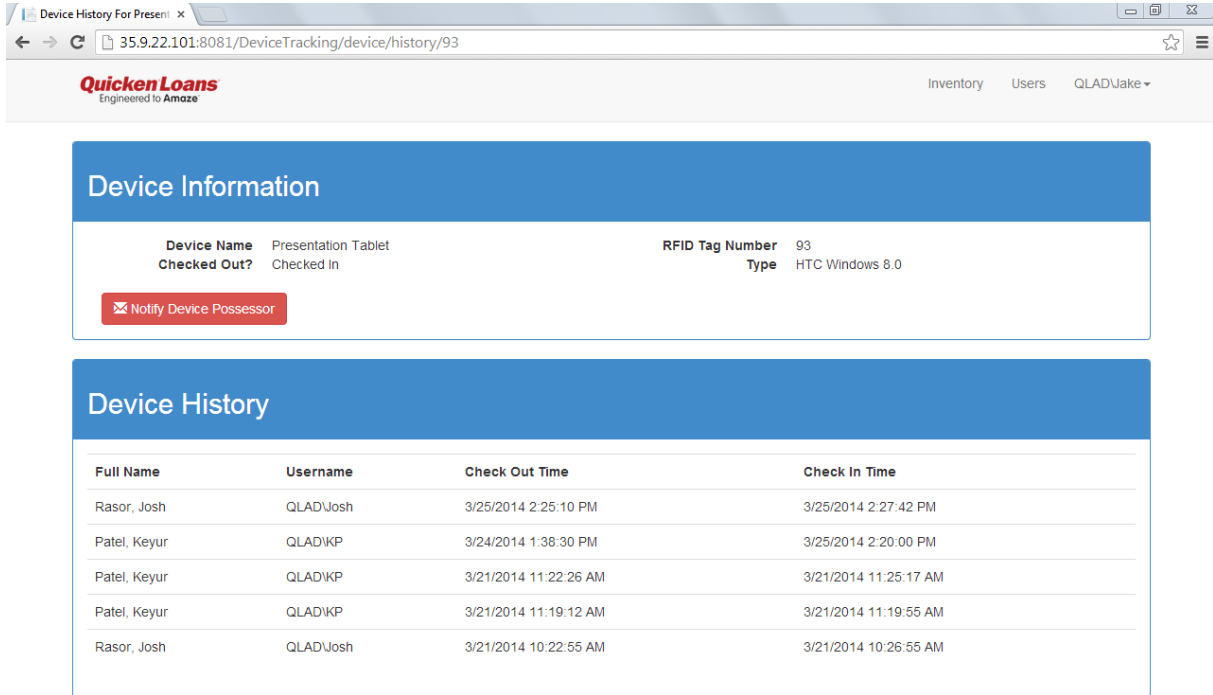 Device History For Present
35.9.22.101:8081/DeviceTracking/device/history/93
Quicken Loans
Engineered to Amaze
Inventory Users QLAD\Jake
Device Information
Device Name Presentation Tablet RFID Tag Number 93
Checked Out? Checked In Type HTC Windows 8.0
Notify Device Possessor
Device History
Full Name Username Check Out Time Check In Time
Rasor, Josh QLAD\Josh 3/25/2014 2:25:10 PM 3/25/2014 2:27:42 PM
Patel, Keyur QLAD\KP 3/24/2014 1:38:30 PM 3/25/2014 2:20:00 PM
Patel, Keyur QLAD\KP 3/21/2014 11:22:26 AM 3/21/2014 11:25:17 AM
Patel, Keyur QLAD\KP 3/21/2014 11:19:12 AM 3/21/2014 11:19:55 AM
Rasor, Josh QLAD\Josh 3/21/2014 10:22:55 AM 3/21/2014 10:26:55 AM